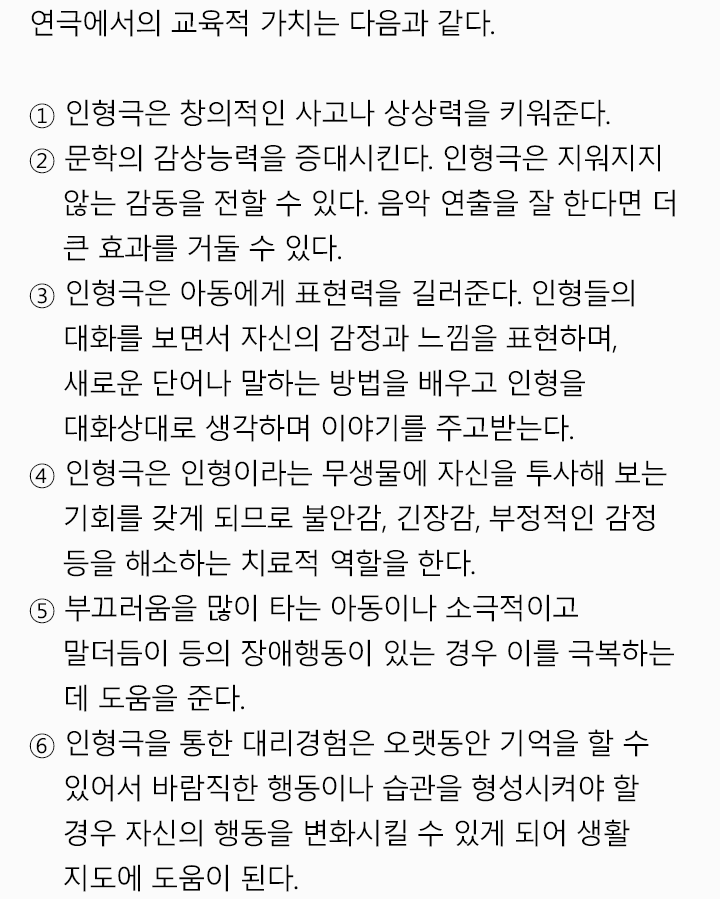 연극에서의 교육적 가치는 다음과 같다.
① 인형극은 창의적인 사고나 상상력을 키워준다.
② 문학의 감상능력을 증대시킨다. 인형극은 지워지지
않는 감동을 전할 수 있다. 음악 연출을 잘 한다면 더
큰 효과를 거둘 수 있다.
③ 인형극은 아동에게 표현력을 길러준다. 인형들의
대화를 보면서 자신의 감정과 느낌을 표현하며,
새로운 단어나 말하는 방법을 배우고 인형을
대화상대로 생각하며 이야기를 주고받는다.
④ 인형극은 인형이라는 무생물에 자신을 투사해 보는
기회를 갖게 되므로 불안감, 긴장감, 부정적인 감정
등을 해소하는 치료적 역할을 한다.
⑤ 부끄러움을 많이 타는 아동이나 소극적이고
말더듬이 등의 장애행동이 있는 경우 이를 극복하는
데 도움을 준다.
⑥ 인형극을 통한 대리경험은 오랫동안 기억을 할 수
있어서 바람직한 행동이나 습관을 형성시켜야 할
경우 자신의 행동을 변화시킬 수 있게 되어 생활
지도에 도움이 된다.